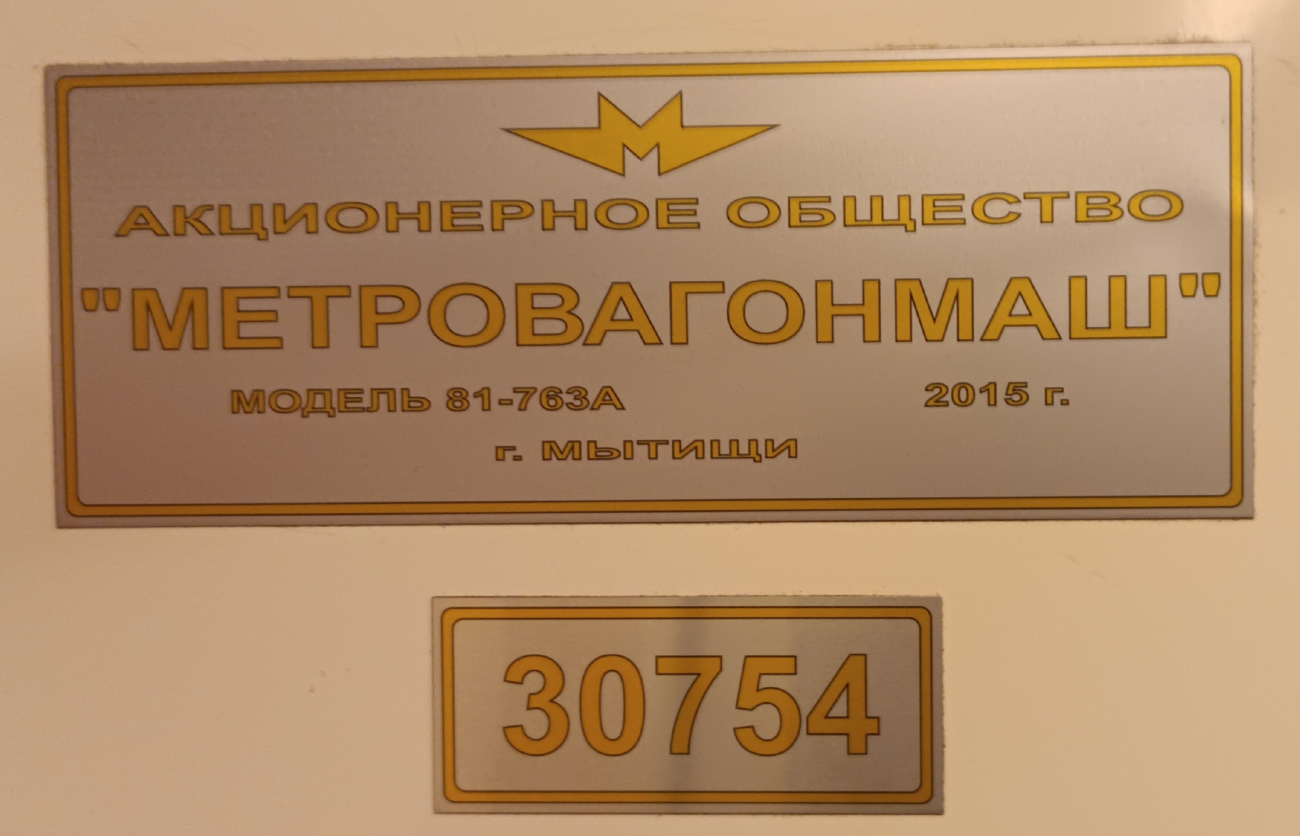 АКЦИОНЕРНОЕ ОБЩЕСТВО
"МЕТРОВАГОНМАШ"
МОДЕЛЬ 81-763А 2015 г.
г. МЫТИЩИ
30754